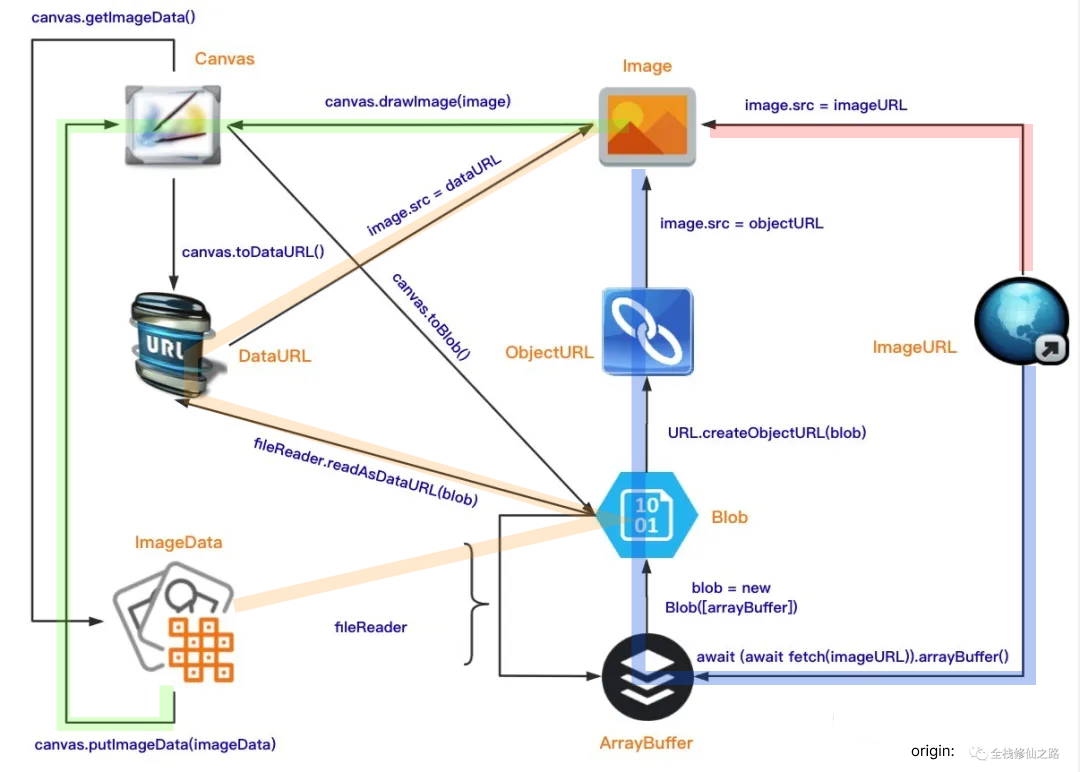 canvas.getImageData()
Canvas
Image
canvas.drawImage(image)
image.src = imageURL
image.src = dataURL
image.src = objectURL
canvas.toDataURL()
canvas.toBlob()
URL
DataURL
ObjectURL
ImageURL
URL.createObjectURL(blob)
fileReader.readAsDataURL(blob)
10
01
Blob
ImageData
blob = new
Blob([arrayBuffer])
fileReader
await (await fetch(imageURL)).arrayBuffer()
canvas.putImageData(imageData)
ArrayBuffer
origin:
全栈修仙之路